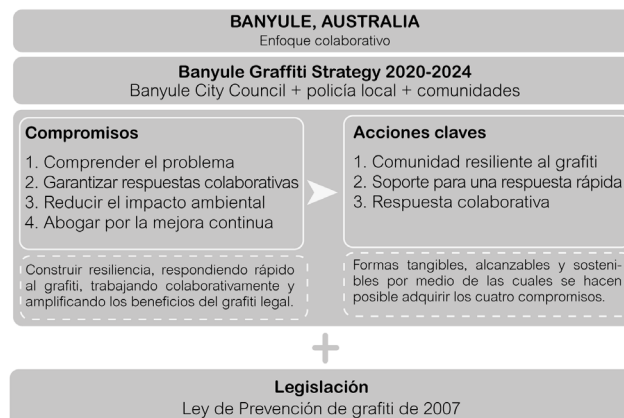 BANYULE, AUSTRALIA
Enfoque colaborativo
Banyule Graffiti Strategy 2020-2024
Banyule City Council + policía local + comunidades
Compromisos
1. Comprender el problema
2. Garantizar respuestas colaborativas
3. Reducir el impacto ambiental
4. Abogar por la mejora continua
Construir resiliencia, respondiendo rápido
al grafiti, trabajando colaborativamente y
amplificando los beneficios del grafiti legal.
Acciones claves
1. Comunidad resiliente al grafiti
2. Soporte para una respuesta rápida
3. Respuesta colaborativa
Formas tangibles, alcanzables y sosteni-
bles por medio de las cuales se hacen
posible adquirir los cuatro compromisos.
+
Legislación
Ley de Prevención de grafiti de 2007